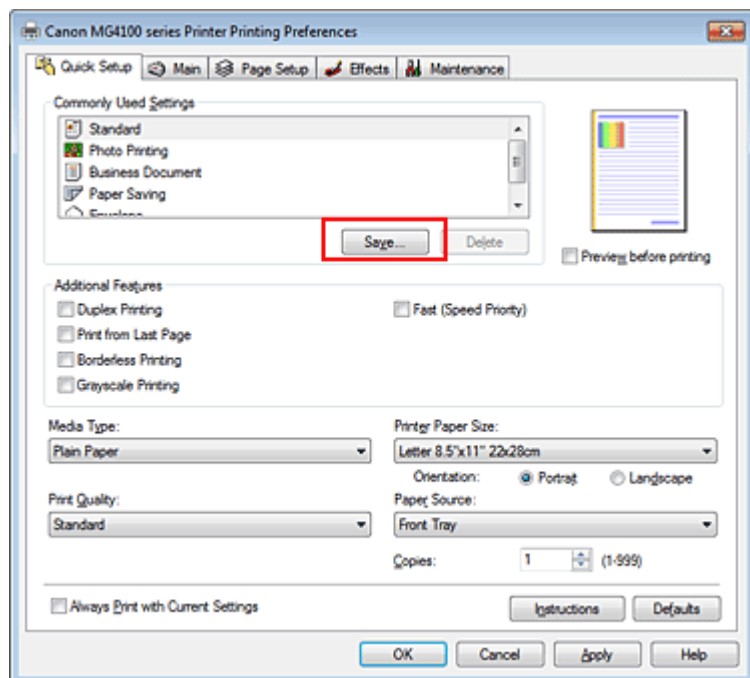 Canon MG4100 series Printer Printing Preferences
Quick Setup Main Page Setup Effects Maintenance
Commonly Used Settings
Standard
Photo Printing
Business Document
Paper Saving
Envelope
Save... Delete
Preview before printing
Additional Features
Duplex Printing Fast (Speed Priority)
Print from Last Page
Borderless Printing
Grayscale Printing
Media Type: Printer Paper Size:
Plain Paper Letter 8.5"x11" 22x28cm
Orientation: Portrait Landscape
Print Quality: Paper Source:
Standard Front Tray
Copies: 1 (1-999)
Always Print with Current Settings Instructions Defaults
OK Cancel Apply Help